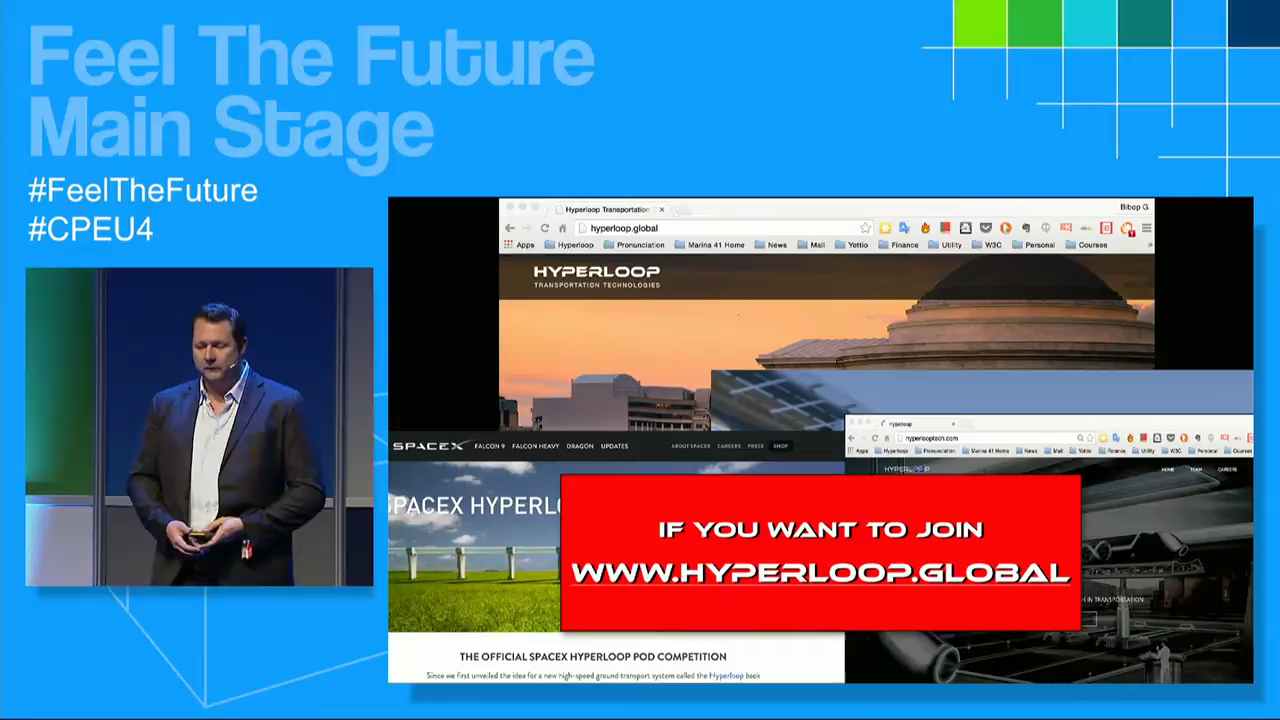 Feel The Future
Main Stage
#FeelTheFuture
#CPEU4
Hyperloop Transportation
Bibop G.
hyperloop.global
Apps Hyperloop Pronunciation Marina 41 Home News Mail Yottio Finance Utility W3C Personal Courses »
HYPERLOOP
TRANSPORTATION TECHNOLOGIES
hyperloop
hyperlooptech.com
Apps Hyperloop Pronunciation Marina 41 Home News Mail Yottio Finance Utility W3C Personal Courses
SPACEX FALCON 9 FALCON HEAVY DRAGON UPDATES ABOUT SPACEX CAREERS PRESS SHOP
HYPERLOOP HOME TEAM CAREERS
SPACEX HYPERLO
IF YOU WANT TO JOIN
WWW.HYPERLOOP.GLOBAL
H IN TRANSPORTATION
THE OFFICIAL SPACEX HYPERLOOP POD COMPETITION
Since we first unveiled the idea for a new high-speed ground transport system called the Hyperloop back